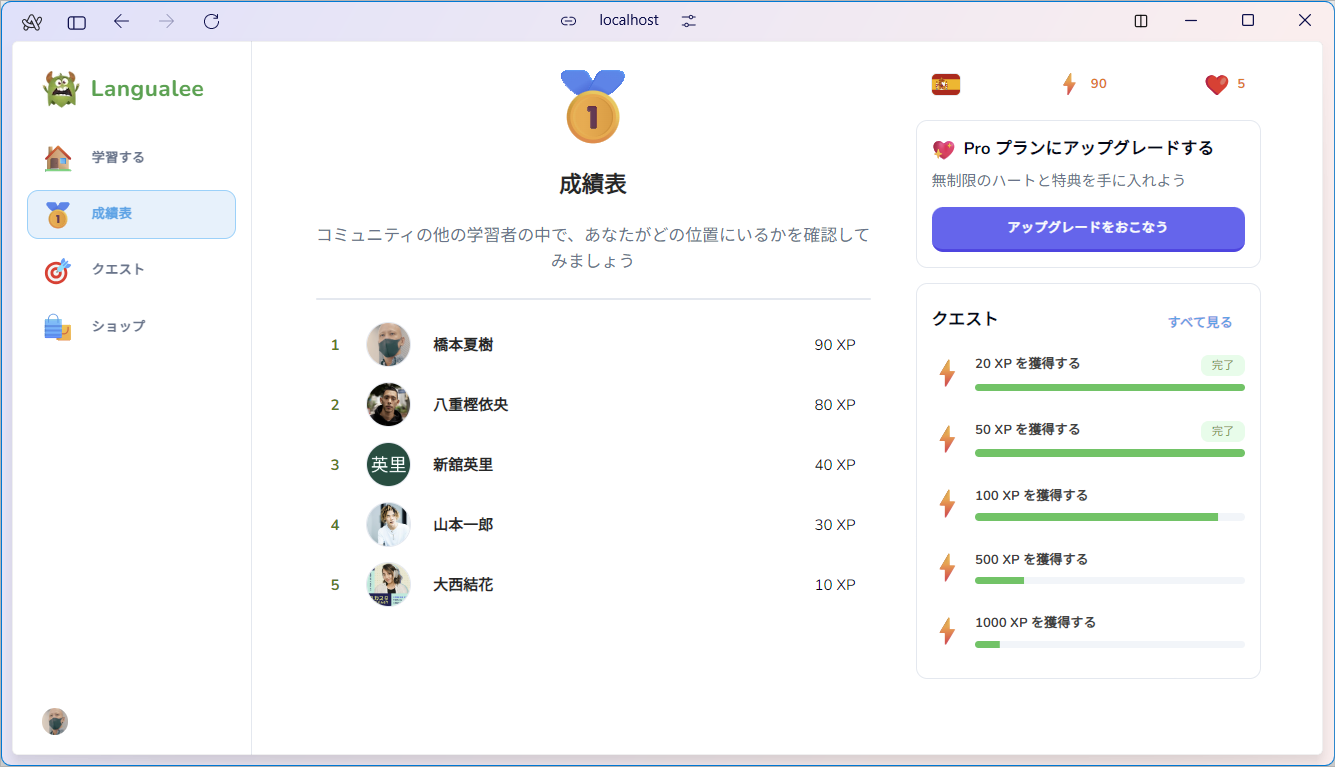 localhost
Langualee
学習する
成績表
クエスト
ショップ
1
成績表
コミュニティの他の学習者の中で、あなたがどの位置にいるかを確認して
みましょう
1 橋本夏樹 90 XP
2 八重樫依央 80 XP
3 英里 新舘英里 40 XP
4 山本一郎 30 XP
5 大西結花 10 XP
90
5
Pro プランにアップグレードする
無制限のハートと特典を手に入れよう
アップグレードをおこなう
クエスト すべて見る
20 XP を獲得する 完了
50 XP を獲得する 完了
100 XP を獲得する
500 XP を獲得する
1000 XP を獲得する